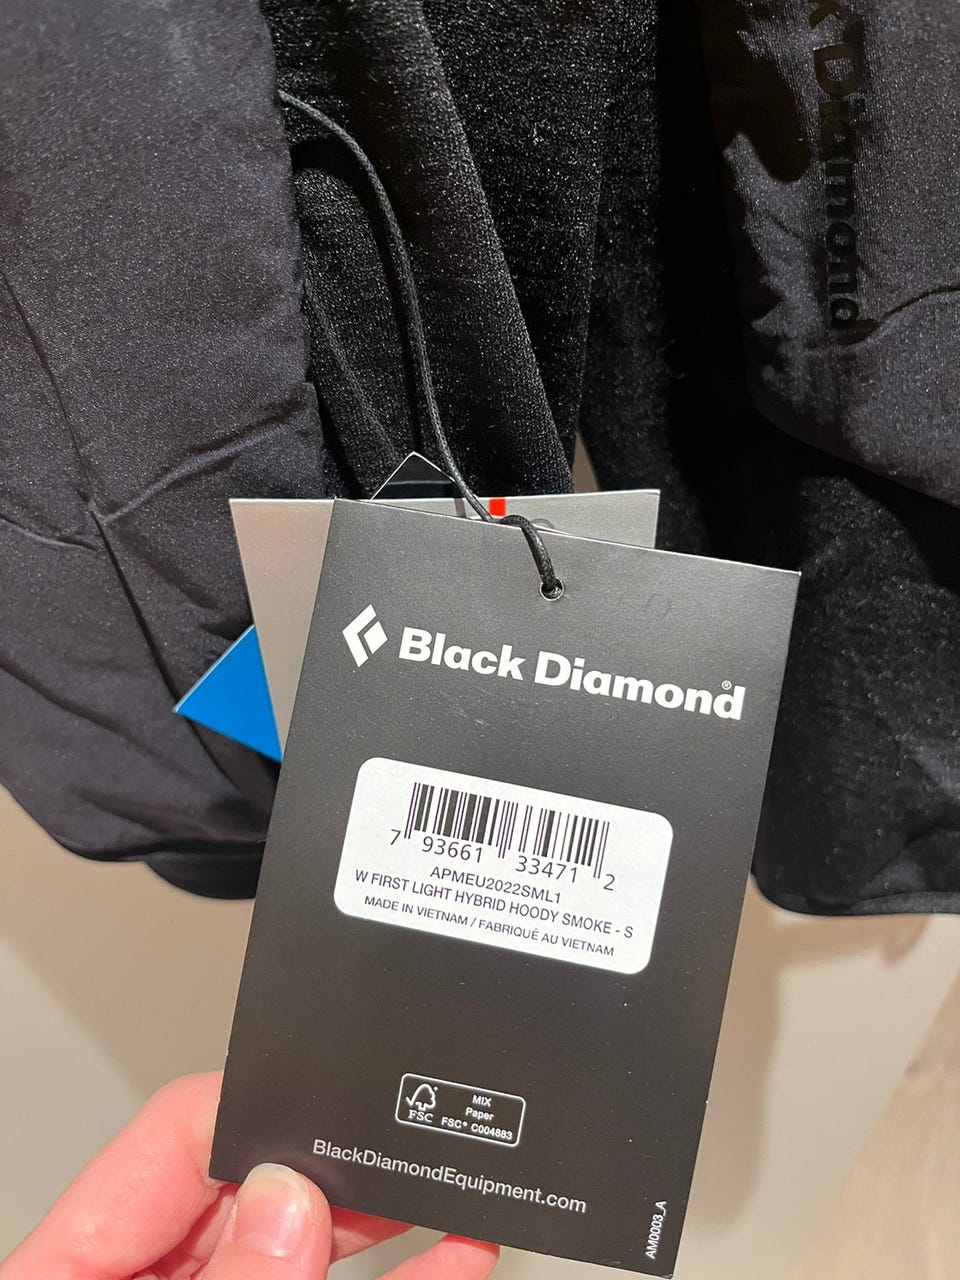 k Diamond
Black Diamond®
7 93661 33471 2
APMEU2022SML1
W FIRST LIGHT HYBRID HOODY SMOKE - S
MADE IN VIETNAM / FABRIQUÉ AU VIETNAM
FSC
MIX
Paper
FSC® C004883
BlackDiamondEquipment.com
AM0003_A